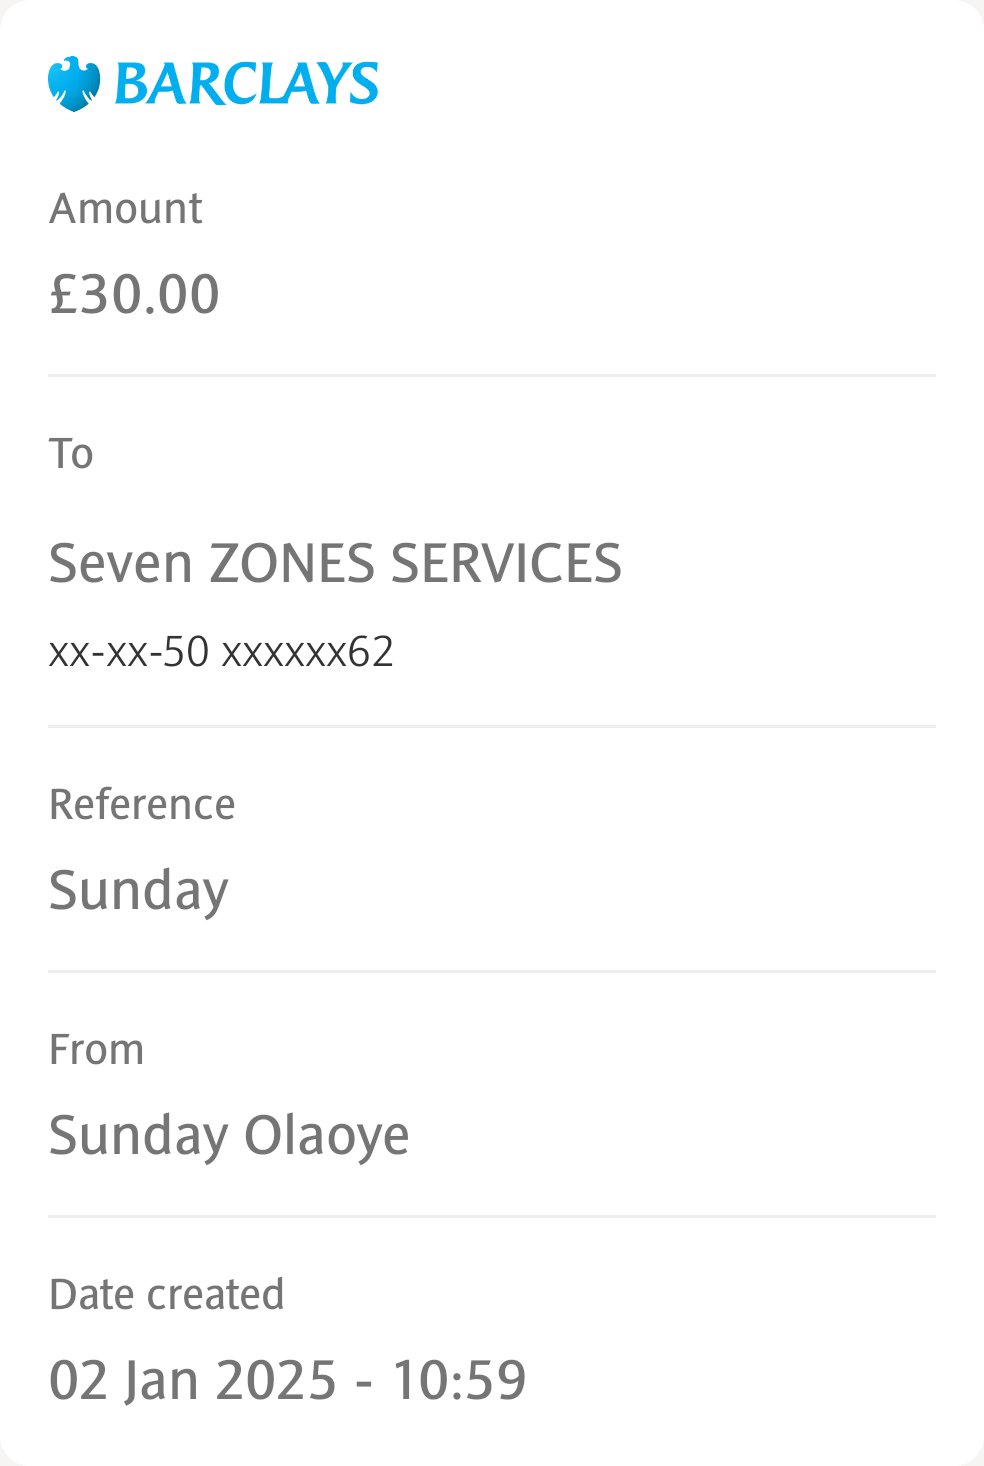 BARCLAYS
Amount
£30.00
To
Seven ZONES SERVICES
xx-xx-50 xxxxxx62
Reference
Sunday
From
Sunday Olaoye
Date created
02 Jan 2025 - 10:59